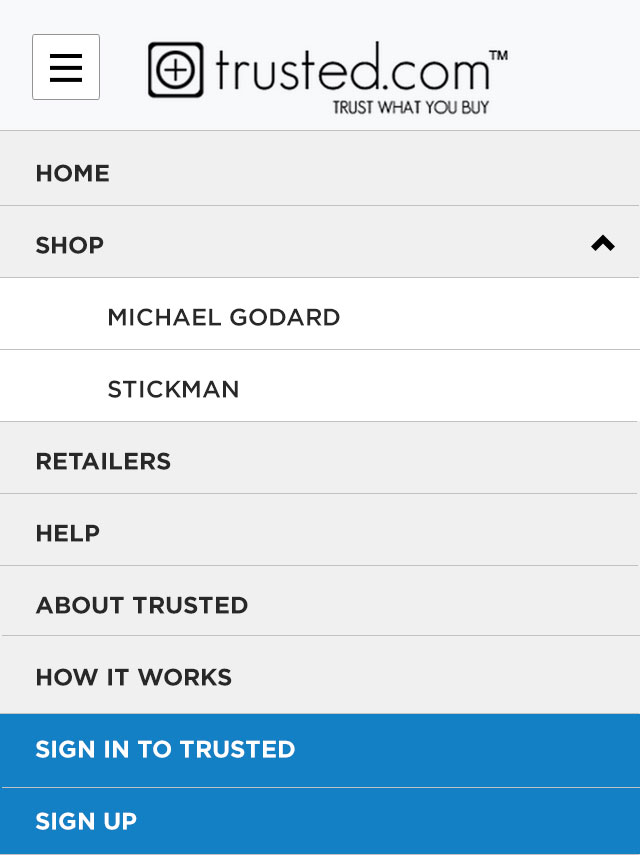 trusted.com™
TRUST WHAT YOU BUY
HOME
SHOP
MICHAEL GODARD
STICKMAN
RETAILERS
HELP
ABOUT TRUSTED
HOW IT WORKS
SIGN IN TO TRUSTED
SIGN UP